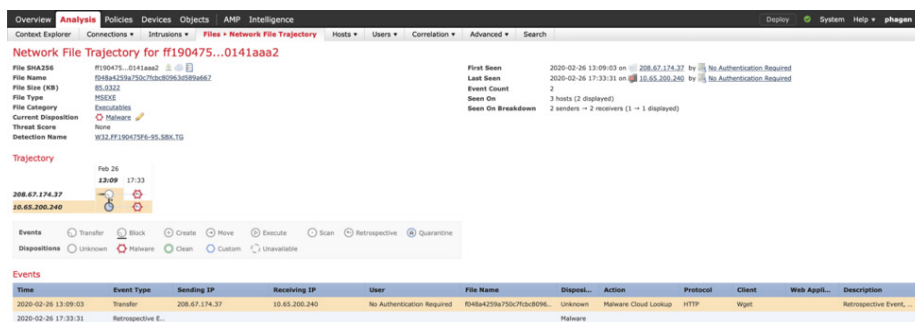 Overview Analysis Policies Devices Objects AMP Intelligence Deploy System Help phagen
Context Explorer Connections Intrusions Files › Network File Trajectory Hosts Users Correlation Advanced Search
Network File Trajectory for ff190475...0141aaa2
File SHA256 ff190475...0141aaa2
File Name f048a4259a750c7fcbc80963d589a667
File Size (KB) 85.0322
File Type MSEXE
File Category Executables
Current Disposition Malware
Threat Score None
Detection Name W32.FF190475F6-95.SBX.TG
First Seen 2020-02-26 13:09:03 on 208.67.174.37 by No Authentication Required
Last Seen 2020-02-26 17:33:31 on 10.65.200.240 by No Authentication Required
Event Count 2
Seen On 3 hosts (2 displayed)
Seen On Breakdown 2 senders → 2 receivers (1 → 1 displayed)
Trajectory
Feb 26
13:09 17:33
208.67.174.37
10.65.200.240
Events Transfer Block Create Move Execute Scan Retrospective Quarantine
Dispositions Unknown Malware Clean Custom Unavailable
Events
Time Event Type Sending IP Receiving IP User File Name Disposi... Action Protocol Client Web Appli... Description
2020-02-26 13:09:03 Transfer 208.67.174.37 10.65.200.240 No Authentication Required f048a4259a750c7fcbc8096... Unknown Malware Cloud Lookup HTTP Wget Retrospective Event, ...
2020-02-26 17:33:31 Retrospective E... Malware